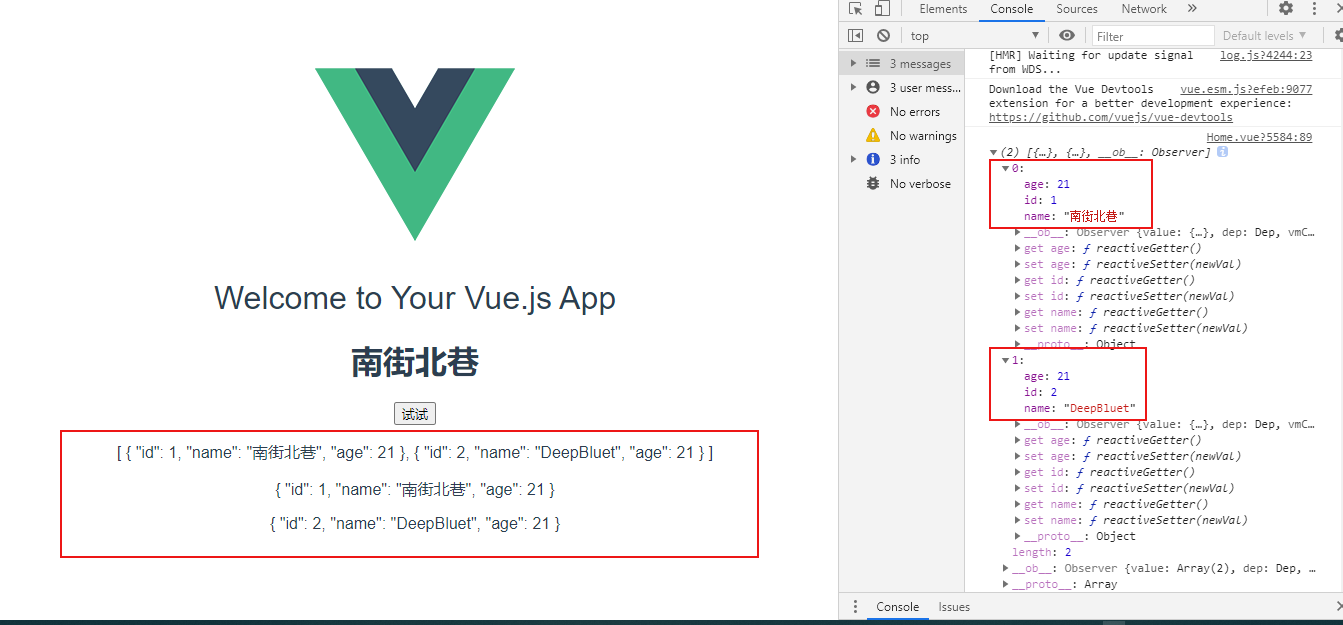 Welcome to Your Vue.js App
南街北巷
试试
[ { "id": 1, "name": "南街北巷", "age": 21 }, { "id": 2, "name": "DeepBluet", "age": 21 } ]
{ "id": 1, "name": "南街北巷", "age": 21 }
{ "id": 2, "name": "DeepBluet", "age": 21 }
Elements Console Sources Network »
top Filter Default levels
3 messages
3 user mess...
No errors
No warnings
3 info
No verbose
[HMR] Waiting for update signal log.js?4244:23
from WDS...
Download the Vue Devtools vue.esm.js?efeb:9077
extension for a better development experience:
https://github.com/vuejs/vue-devtools
Home.vue?5584:89
(2) [{…}, {…}, __ob__: Observer]
0:
age: 21
id: 1
name: "南街北巷"
__ob__: Observer {value: {…}, dep: Dep, vmC…
get age: ƒ reactiveGetter()
set age: ƒ reactiveSetter(newVal)
get id: ƒ reactiveGetter()
set id: ƒ reactiveSetter(newVal)
get name: ƒ reactiveGetter()
set name: ƒ reactiveSetter(newVal)
__proto__: Object
1:
age: 21
id: 2
name: "DeepBluet"
__ob__: Observer {value: {…}, dep: Dep, vmC…
get age: ƒ reactiveGetter()
set age: ƒ reactiveSetter(newVal)
get id: ƒ reactiveGetter()
set id: ƒ reactiveSetter(newVal)
get name: ƒ reactiveGetter()
set name: ƒ reactiveSetter(newVal)
__proto__: Object
length: 2
__ob__: Observer {value: Array(2), dep: Dep, …
__proto__: Array
Console Issues